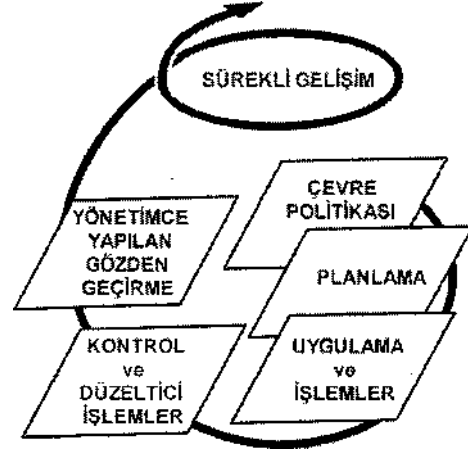 SÜREKLİ GELİŞİM
ÇEVRE
POLİTİKASI
PLANLAMA
UYGULAMA
ve
İŞLEMLER
KONTROL
ve
DÜZELTİCİ
İŞLEMLER
YÖNETİMCE
YAPILAN
GÖZDEN
GEÇİRME